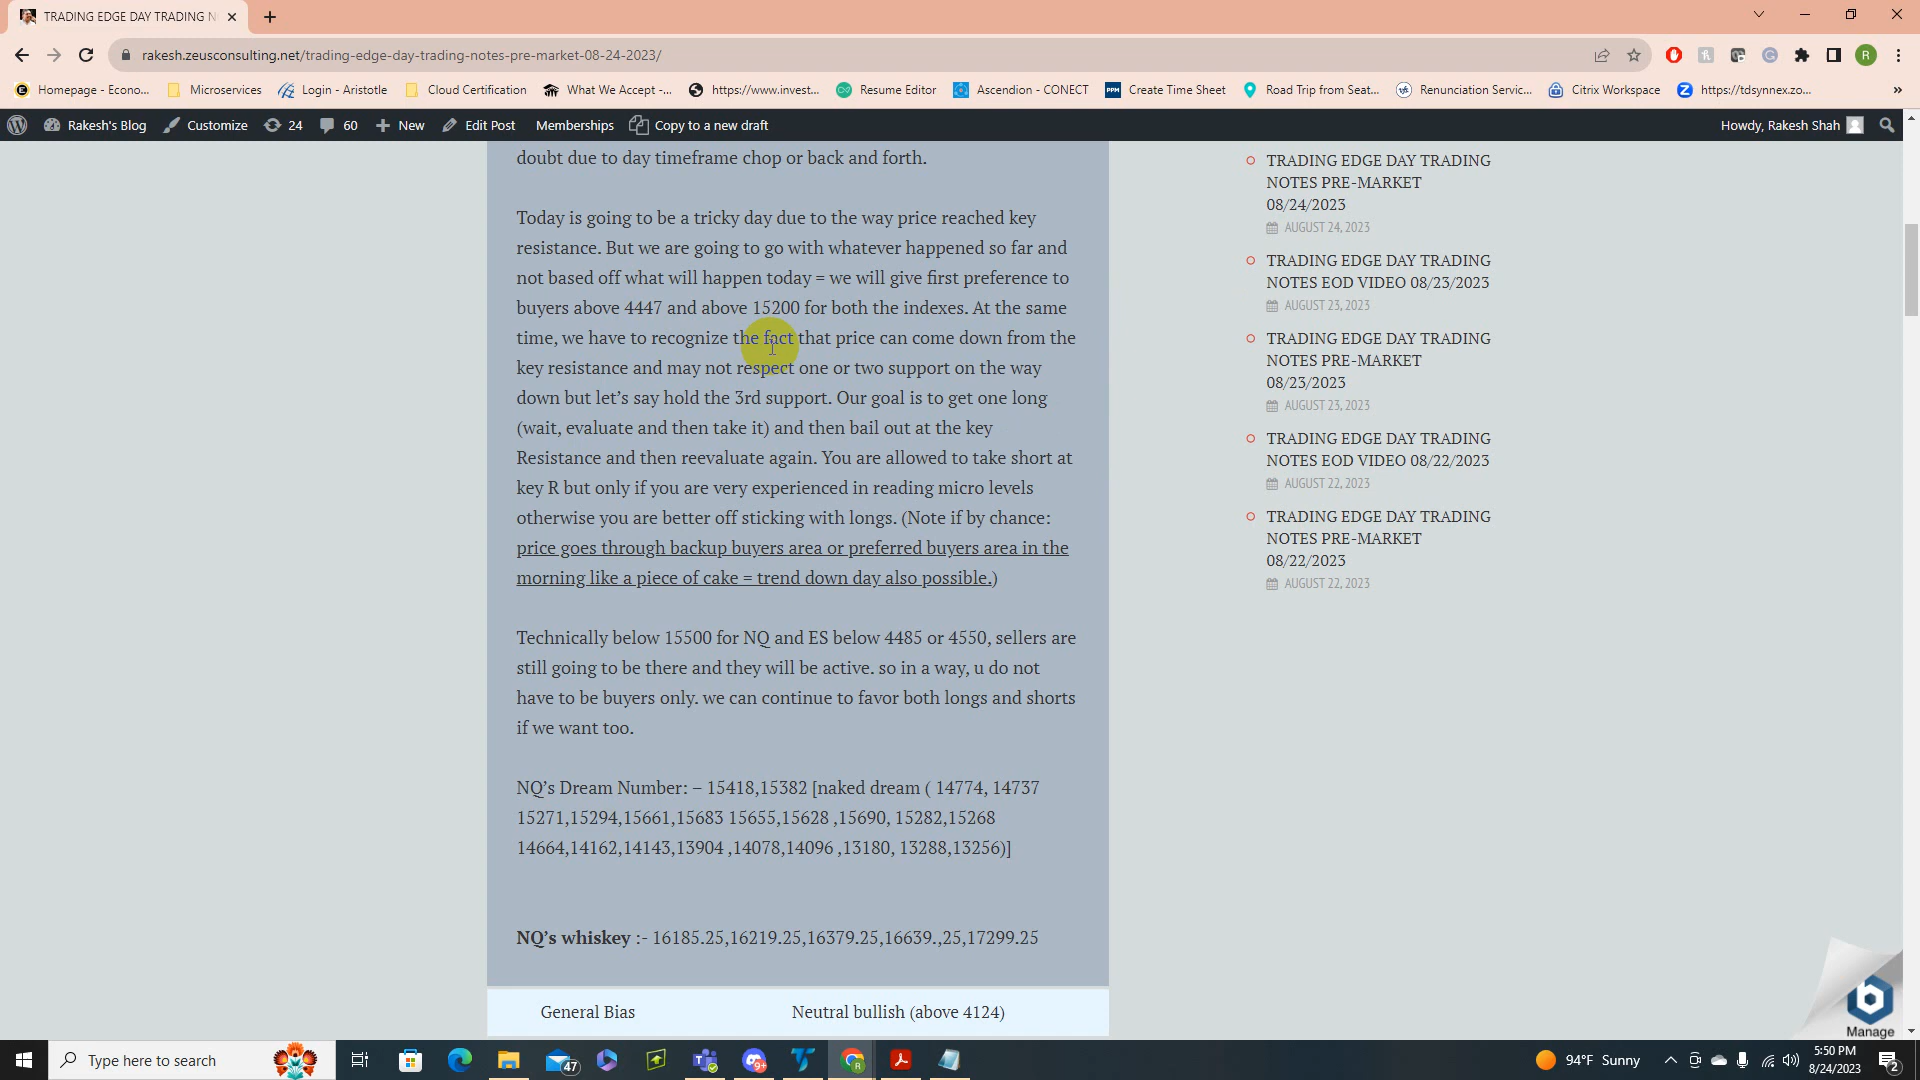 TRADING EDGE DAY TRADING N
rakesh.zeusconsulting.net/trading-edge-day-trading-notes-pre-market-08-24-2023/
R
Homepage - Econo...
Microservices
Login - Aristotle
Cloud Certification
What We Accept -...
https://www.invest...
Resume Editor
Ascendion - CONECT
PPM
Create Time Sheet
Road Trip from Seat...
Renunciation Servic...
Citrix Workspace
https://tdsynnex.zo...
»
Rakesh's Blog
Customize
24
60
New
Edit Post
Memberships
Copy to a new draft
Howdy, Rakesh Shah
doubt due to day timeframe chop or back and forth.
Today is going to be a tricky day due to the way price reached key
resistance. But we are going to go with whatever happened so far and
not based off what will happen today = we will give first preference to
buyers above 4447 and above 15200 for both the indexes. At the same
time, we have to recognize the fact that price can come down from the
key resistance and may not respect one or two support on the way
down but let's say hold the 3rd support. Our goal is to get one long
(wait, evaluate and then take it) and then bail out at the key
Resistance and then reevaluate again. You are allowed to take short at
key R but only if you are very experienced in reading micro levels
otherwise you are better off sticking with longs. (Note if by chance:
price goes through backup buyers area or preferred buyers area in the
morning like a piece of cake = trend down day also possible.)
Technically below 15500 for NQ and ES below 4485 or 4550, sellers are
still going to be there and they will be active. so in a way, u do not
have to be buyers only. we can continue to favor both longs and shorts
if we want too.
NQ's Dream Number: – 15418,15382 [naked dream ( 14774, 14737
15271,15294,15661,15683 15655,15628 ,15690, 15282,15268
14664,14162,14143,13904 ,14078,14096 ,13180, 13288,13256)]
NQ's whiskey :- 16185.25,16219.25,16379.25,16639.,25,17299.25
General Bias
Neutral bullish (above 4124)
TRADING EDGE DAY TRADING
NOTES PRE-MARKET
08/24/2023
AUGUST 24, 2023
TRADING EDGE DAY TRADING
NOTES EOD VIDEO 08/23/2023
AUGUST 23, 2023
TRADING EDGE DAY TRADING
NOTES PRE-MARKET
08/23/2023
AUGUST 23, 2023
TRADING EDGE DAY TRADING
NOTES EOD VIDEO 08/22/2023
AUGUST 22, 2023
TRADING EDGE DAY TRADING
NOTES PRE-MARKET
08/22/2023
AUGUST 22, 2023
b
Manage
Type here to search
47
9+
94°F Sunny
5:50 PM
8/24/2023
2